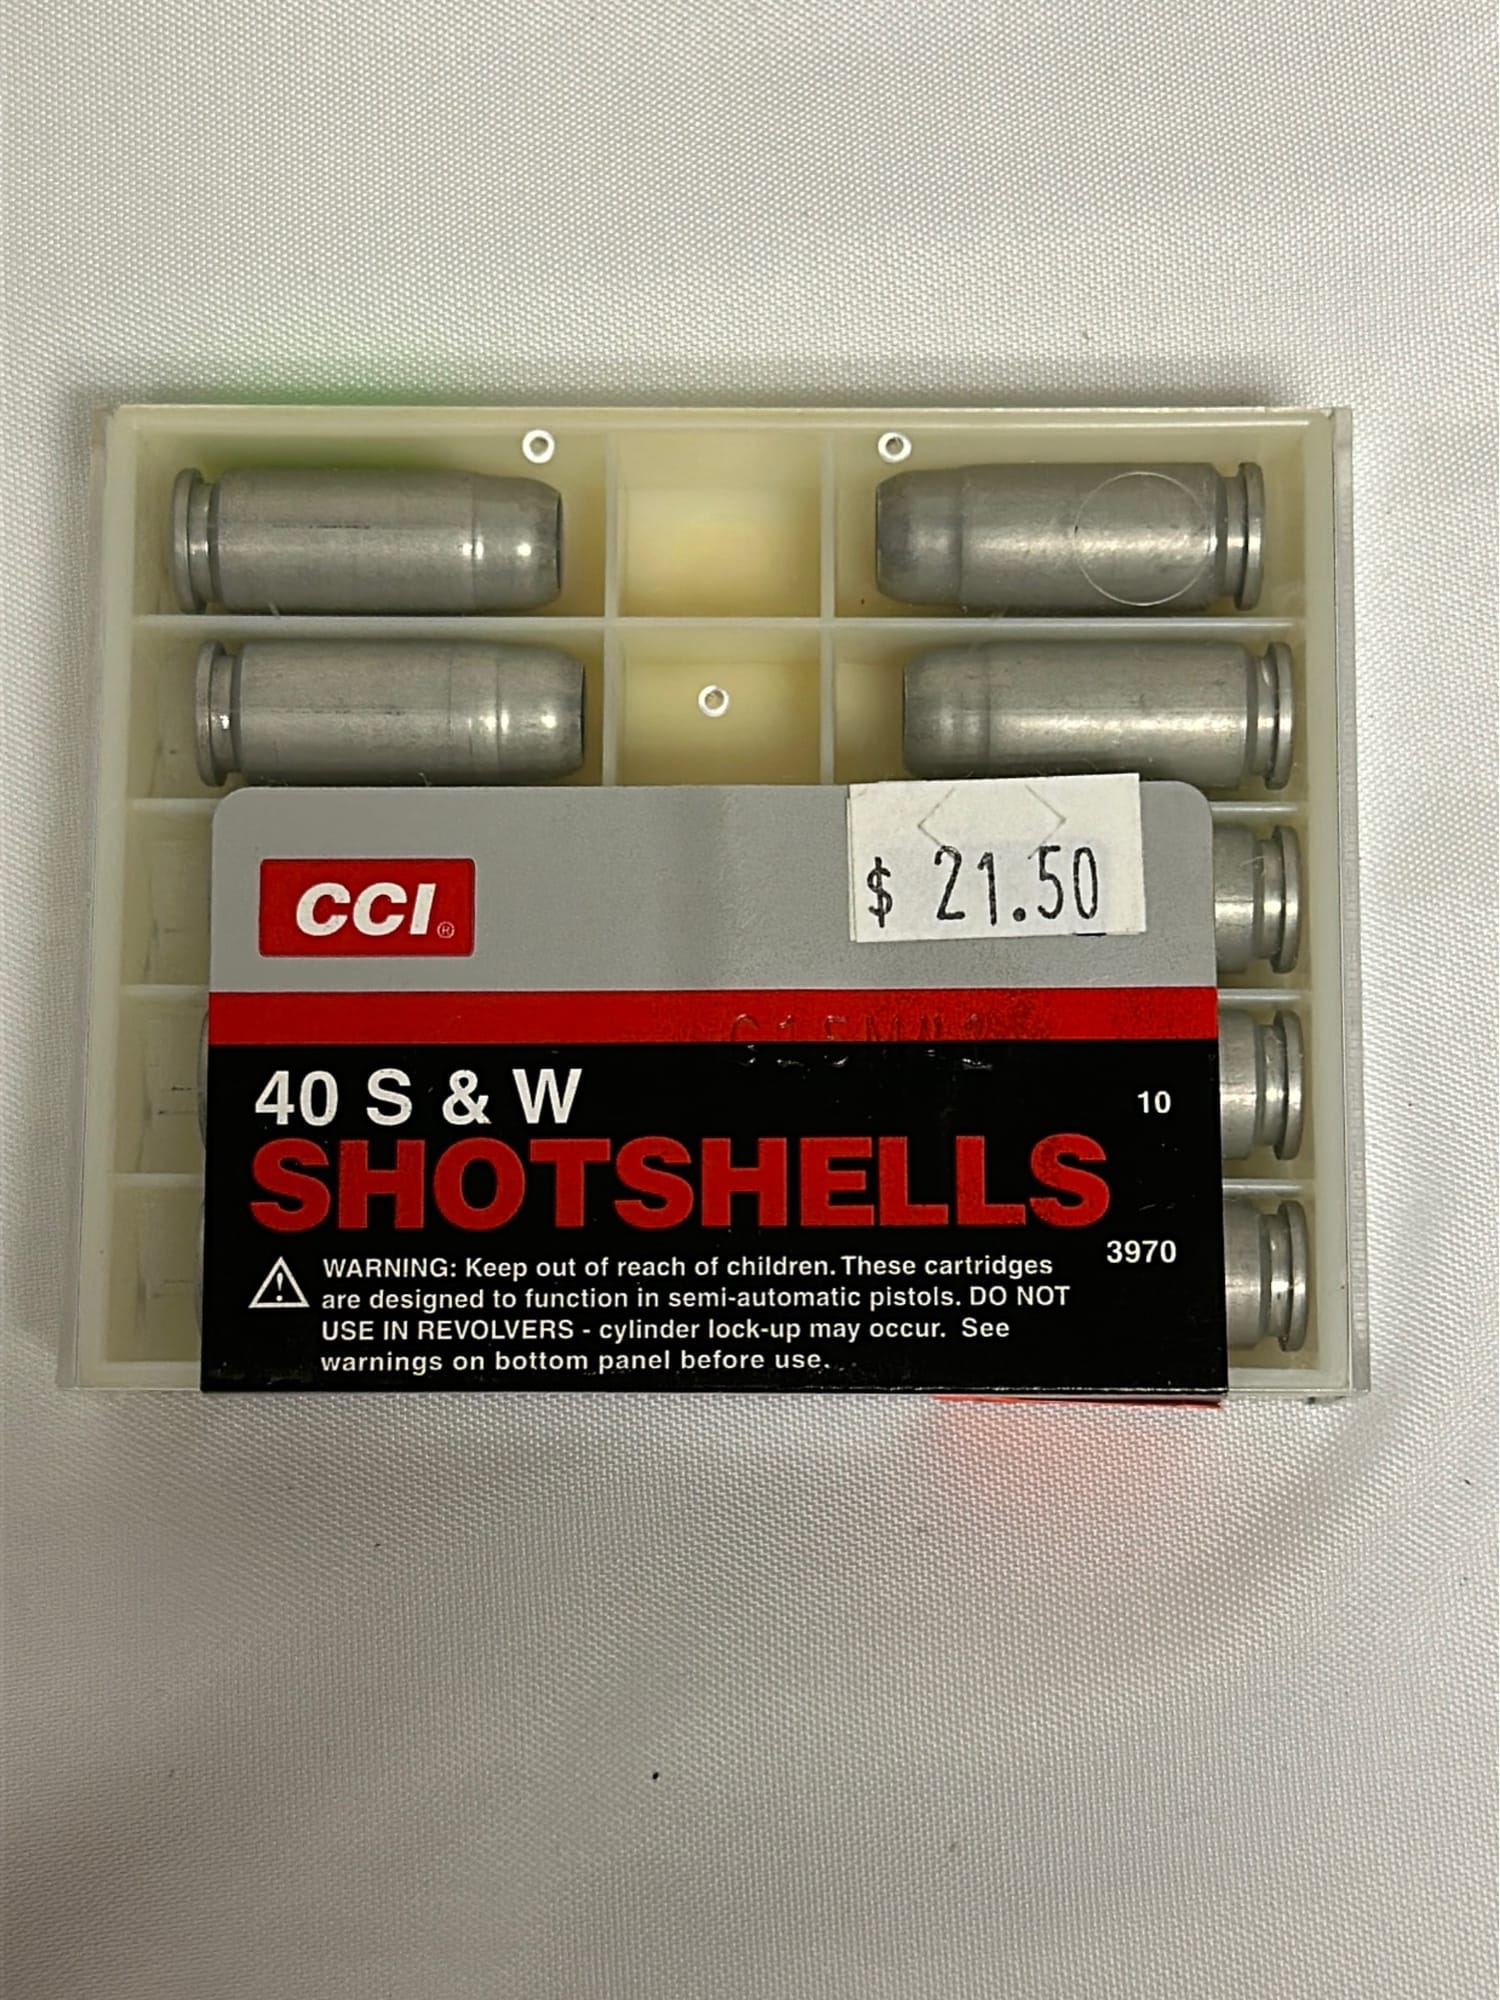 $ 21.50
CCI®
40 S & W
10
SHOTSHELLS
3970
WARNING: Keep out of reach of children. These cartridges
are designed to function in semi-automatic pistols. DO NOT
USE IN REVOLVERS - cylinder lock-up may occur. See
warnings on bottom panel before use.